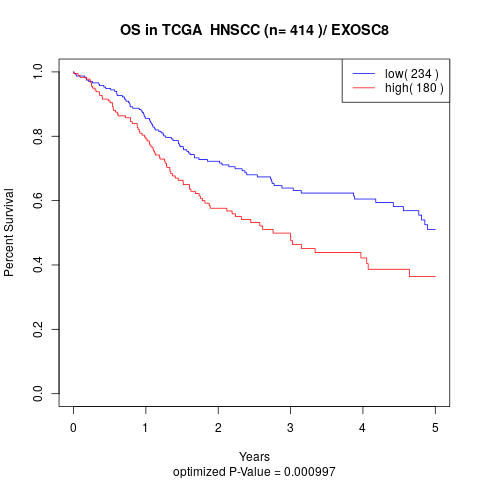 OS in TCGA  HNSCC (n= 414 )/ EXOSC8
low( 234 )
high( 180 )
Percent Survival
1.0
0.8
0.6
0.4
0.2
0.0
0 1 2 3 4 5
Years
optimized P-Value = 0.000997